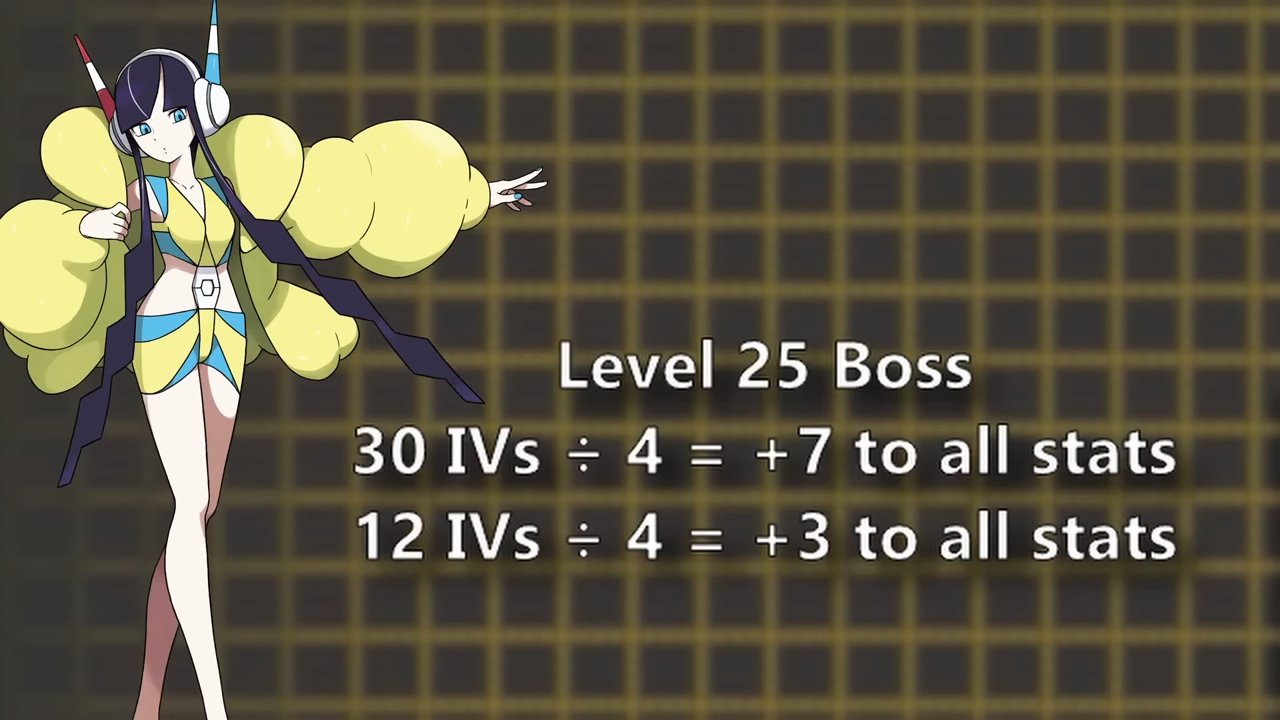 Level 25 Boss
30 IVs ÷ 4 = +7 to all stats
12 IVs ÷ 4 = +3 to all stats